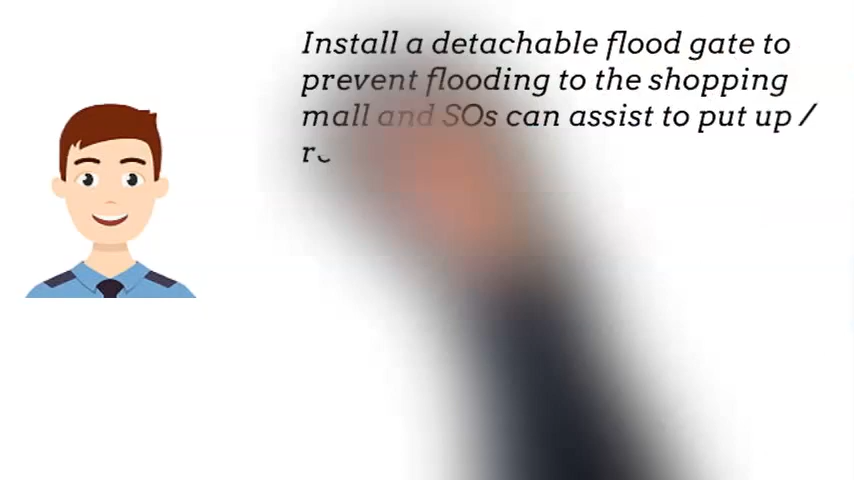 Install a detachable flood gate to
prevent flooding to the shopping
mall and SOs can assist to put up /